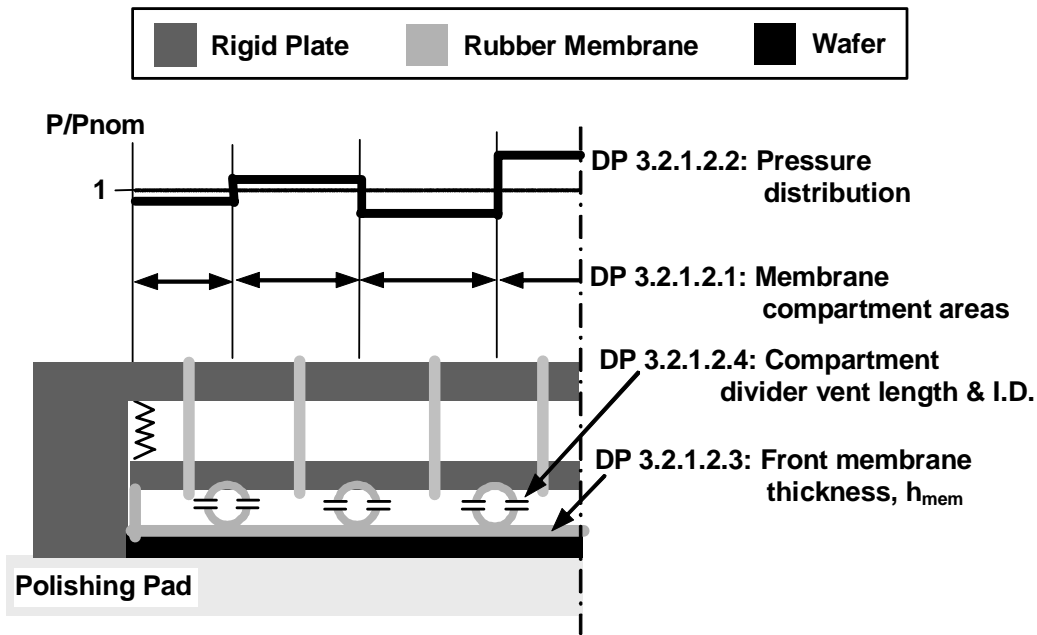 Rigid Plate Rubber Membrane Wafer
P/Pnom
1
DP 3.2.1.2.2: Pressure
distribution
DP 3.2.1.2.1: Membrane
compartment areas
DP 3.2.1.2.4: Compartment
divider vent length & I.D.
DP 3.2.1.2.3: Front membrane
thickness, hmem
Polishing Pad